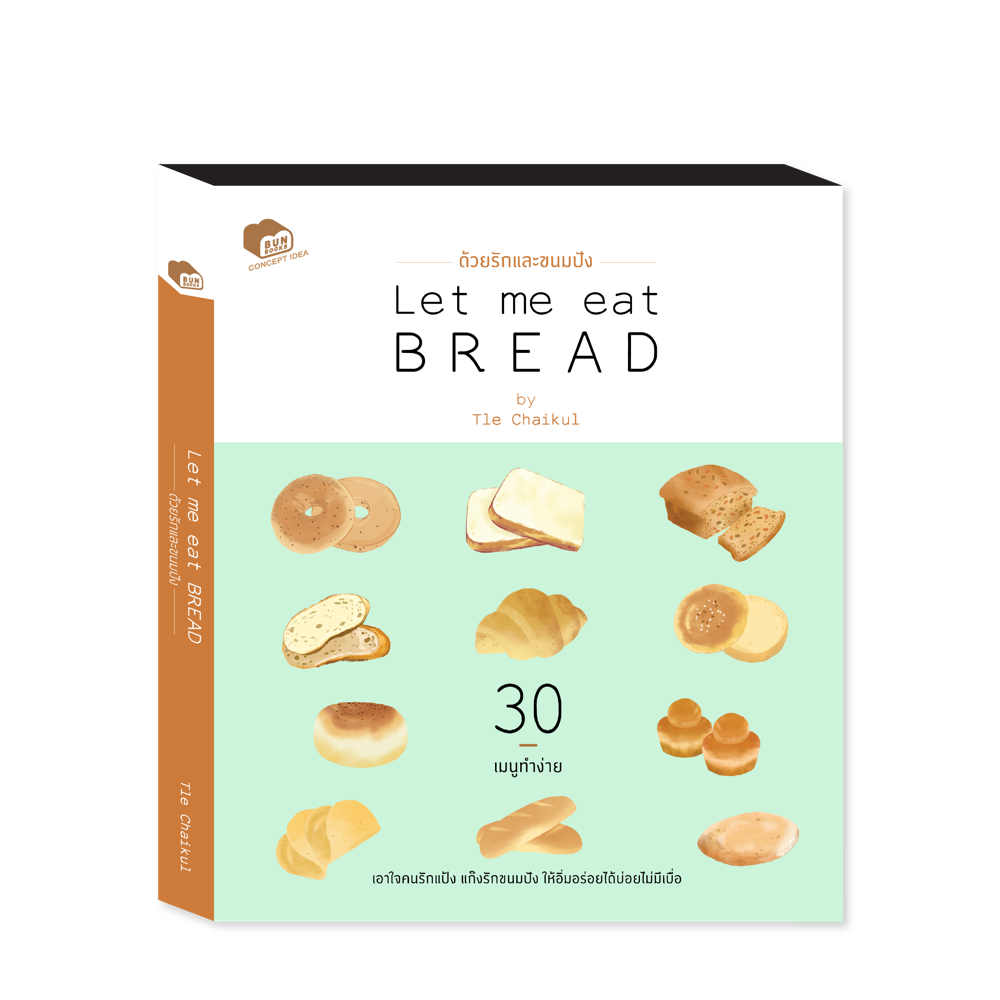 BUN
BOOKS
CONCEPT IDEA
ด้วยรักและขนมปัง
Let me eat
BREAD
by
Tle Chaikul
30
เมนูทำง่าย
เอาใจคนรักแป้ง แก๊งรักขนมปัง ให้อิ่มอร่อยได้บ่อยไม่มีเบื่อ
BUN
BOOKS
Let me eat BREAD
ด้วยรักและขนมปัง
Tle Chaikul